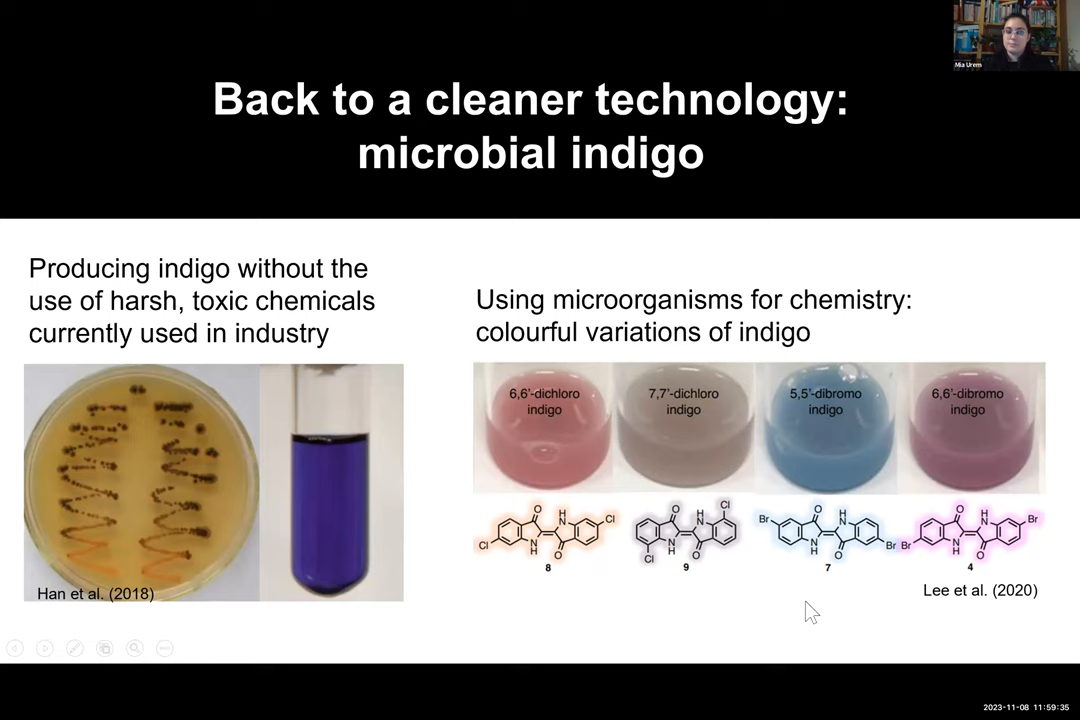 Mia Urem
Back to a cleaner technology:
microbial indigo
Producing indigo without the
use of harsh, toxic chemicals
currently used in industry
Han et al. (2018)
Using microorganisms for chemistry:
colourful variations of indigo
6,6'-dichloro
indigo
7,7'-dichloro
indigo
5,5'-dibromo
indigo
6,6'-dibromo
indigo
O H N Cl Cl N H O
O H N Cl Cl N H O
Br O H N N H O Br
Br O H N Br N H O
8
9
7
4
Lee et al. (2020)
2023-11-08 11:59:35